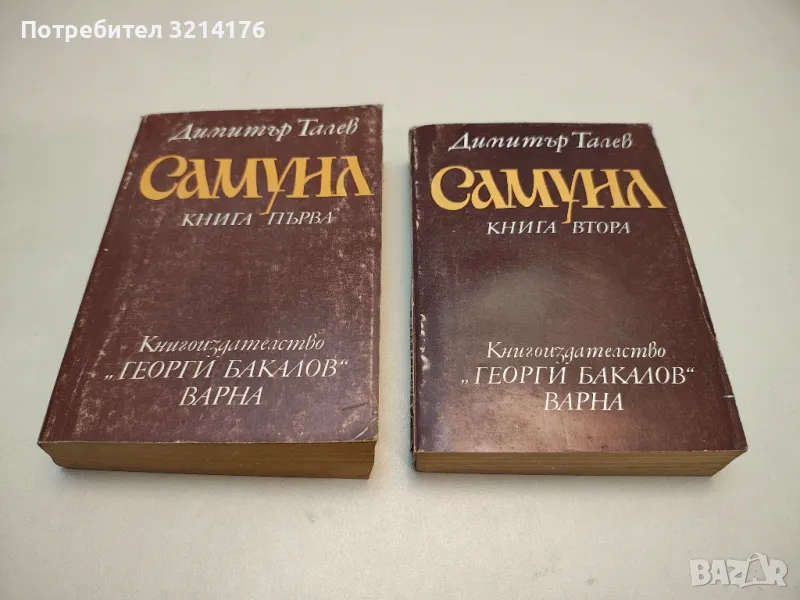 Потребител 3214176
Димитър Талев
САМУИЛ
КНИГА ПЪРВА
Книгоиздателство
„ГЕОРГИ БАКАЛОВ“
ВАРНА
Димитър Талев
САМУИЛ
КНИГА ВТОРА
Книгоиздателство
„ГЕОРГИ БАКАЛОВ“
ВАРНА
BAZAR